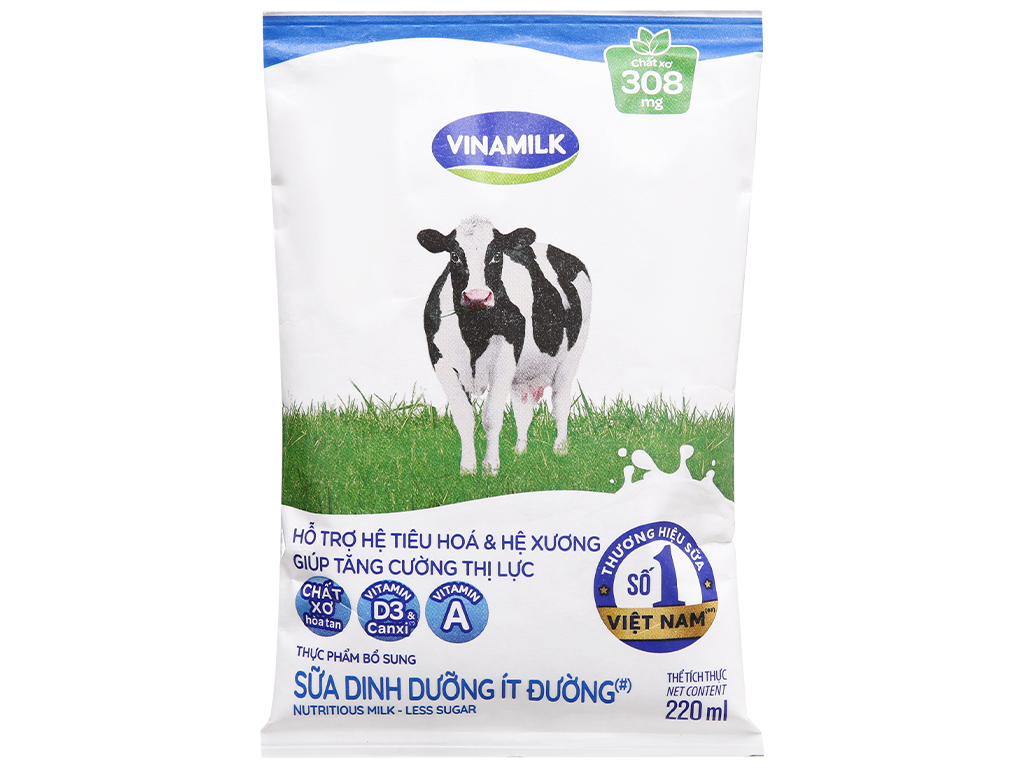 Chất xơ
308
mg
VINAMILK
HỖ TRỢ HỆ TIÊU HOÁ & HỆ XƯƠNG
GIÚP TĂNG CƯỜNG THỊ LỰC
CHẤT
XƠ
hòa tan
VITAMIN
D3 &
Canxi(*)
VITAMIN
A
THƯƠNG HIỆU SỮA
SỐ 1
VIỆT NAM(##)
THỰC PHẨM BỔ SUNG
SỮA DINH DƯỠNG ÍT ĐƯỜNG(#)
NUTRITIOUS MILK - LESS SUGAR
THỂ TÍCH THỰC
NET CONTENT
220 ml